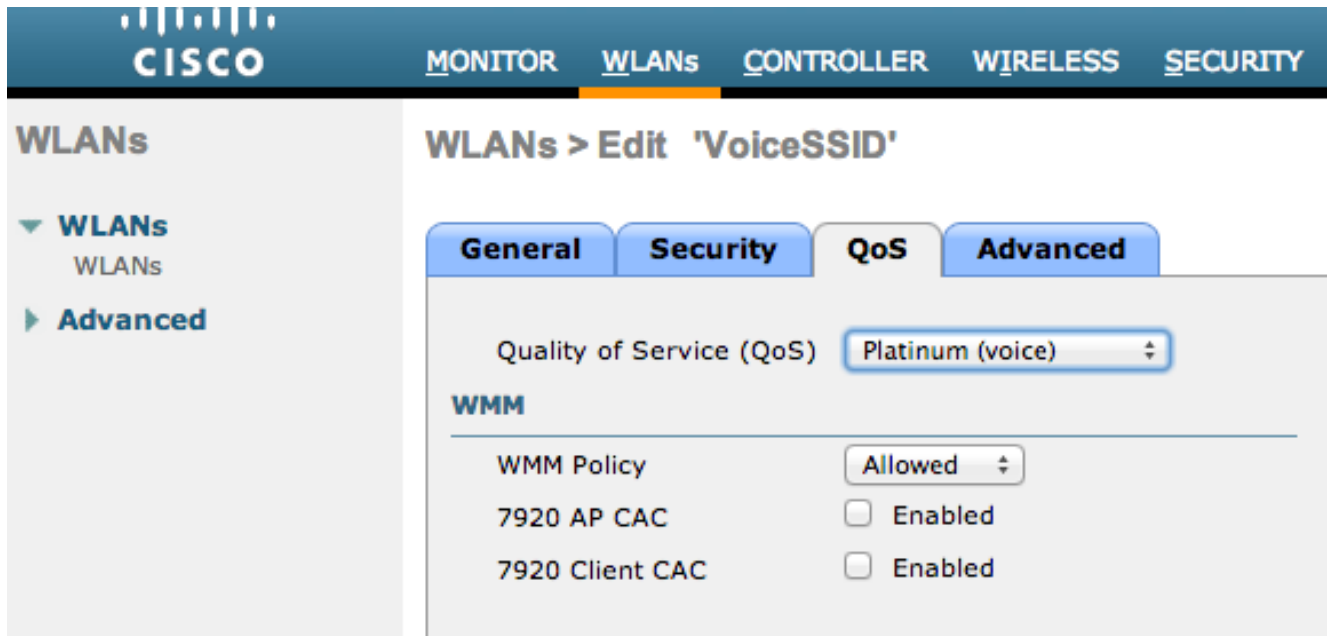 CISCO
MONITOR WLANs CONTROLLER WIRELESS SECURITY
WLANs
WLANs
WLANs
Advanced
WLANs > Edit 'VoiceSSID'
General Security QoS Advanced
Quality of Service (QoS) Platinum (voice)
WMM
WMM Policy Allowed
7920 AP CAC Enabled
7920 Client CAC Enabled